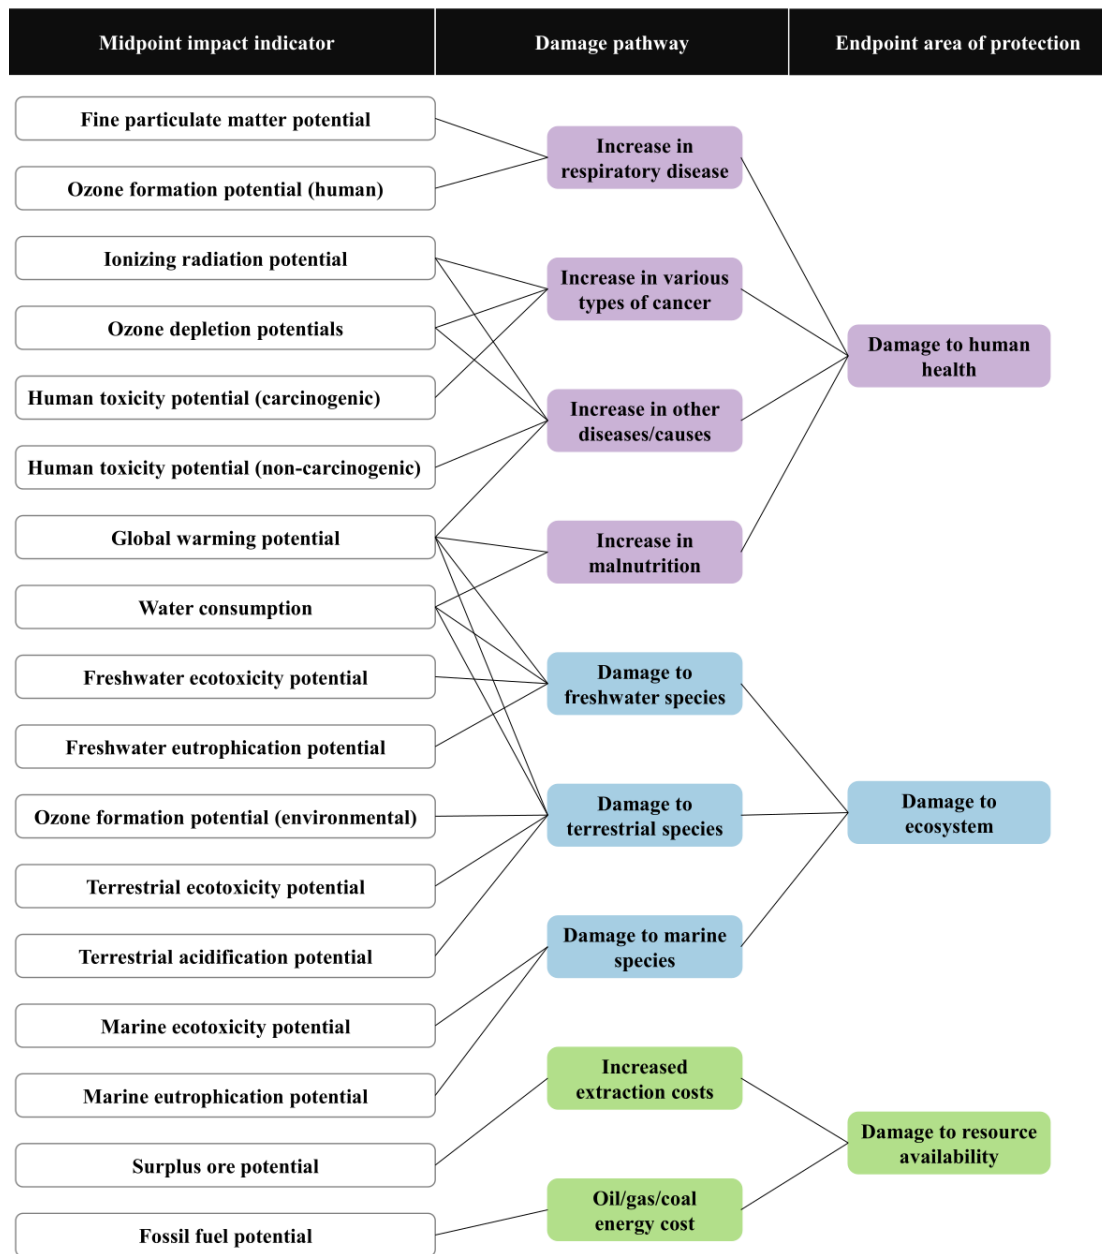 Midpoint impact indicator
Damage pathway
Endpoint area of protection
Fine particulate matter potential
Ozone formation potential (human)
Ionizing radiation potential
Ozone depletion potentials
Human toxicity potential (carcinogenic)
Human toxicity potential (non-carcinogenic)
Global warming potential
Water consumption
Freshwater ecotoxicity potential
Freshwater eutrophication potential
Ozone formation potential (environmental)
Terrestrial ecotoxicity potential
Terrestrial acidification potential
Marine ecotoxicity potential
Marine eutrophication potential
Surplus ore potential
Fossil fuel potential
Increase in
respiratory disease
Increase in various
types of cancer
Increase in other
diseases/causes
Increase in
malnutrition
Damage to
freshwater species
Damage to
terrestrial species
Damage to marine
species
Increased
extraction costs
Oil/gas/coal
energy cost
Damage to human
health
Damage to
ecosystem
Damage to resource
availability